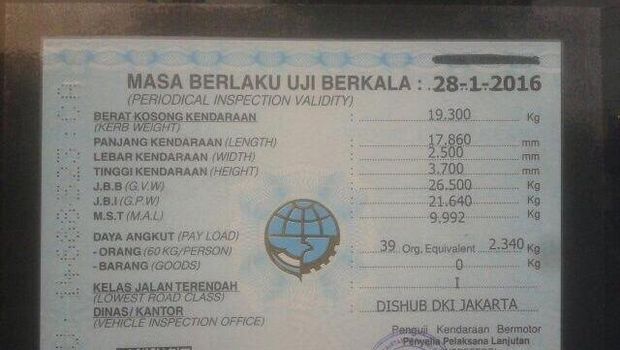 MASA BERLAKU UJI BERKALA : 28-1-2016
(PERIODICAL INSPECTION VALIDITY)
BERAT KOSONG KENDARAAN : 19.300 Kg
(KERB WEIGHT)
PANJANG KENDARAAN (LENGTH) : 17.860 mm
LEBAR KENDARAAN (WIDTH) : 2.500 mm
TINGGI KENDARAAN (HEIGHT) : 3.700 mm
J.B.B (G.V.W) : 26.500 Kg
J.B.I (G.P.W) : 21.640 Kg
M.S.T (M.A.L) : 9.992 Kg
DAYA ANGKUT (PAY LOAD)
- ORANG (60 KG/PERSON) : 39 Org. Equivalent 2.340 Kg
- BARANG (GOODS) : 0 Kg
KELAS JALAN TERENDAH : I
(LOWEST ROAD CLASS)
DINAS/ KANTOR : DISHUB DKI JAKARTA
(VEHICLE INSPECTION OFFICE)
Penguji Kendaraan Bermotor
Penyelia Pelaksana Lanjutan